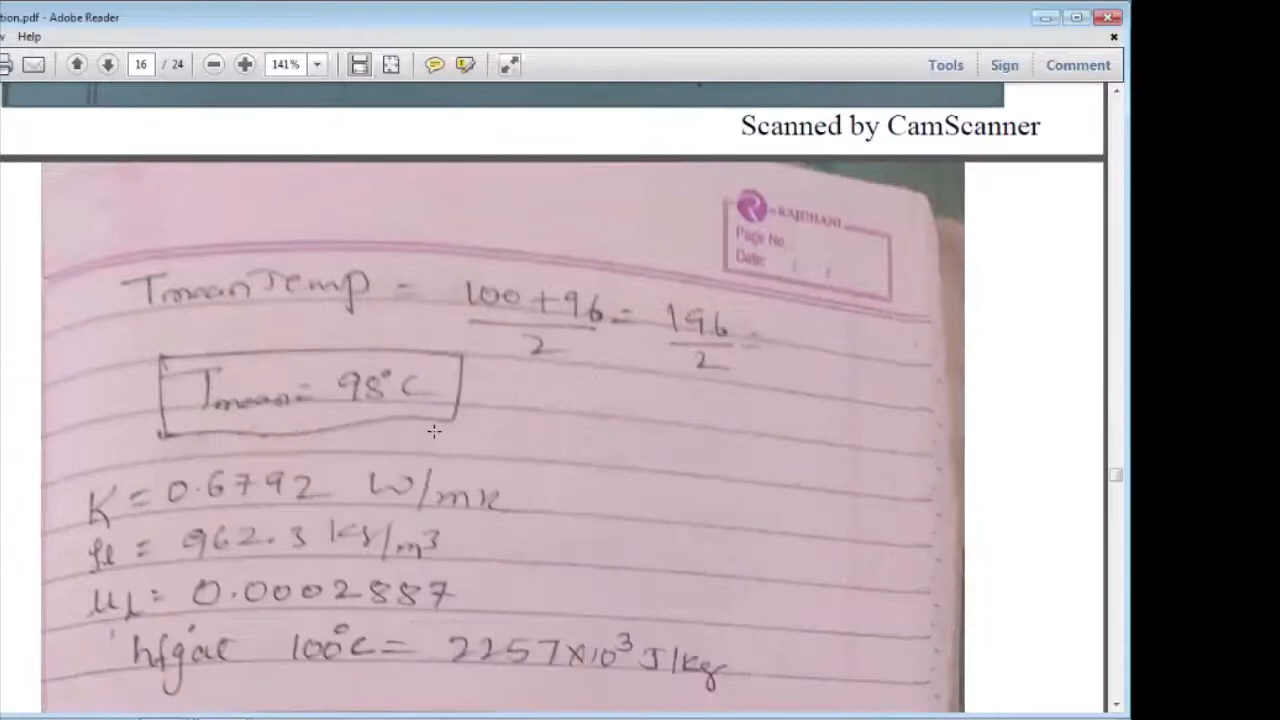 tion.pdf - Adobe Reader
Help
16 / 24 141% Tools Sign Comment
Scanned by CamScanner
RAJDHANI
Page No
Date: / /
Tmean Temp = 100+96/2 = 196/2 =
Tmean = 98°C
K = 0.6792 W/mk
ρl = 962.3 kg/m³
μL = 0.0002887
hfg at 100°C = 2257×10³ J/kg